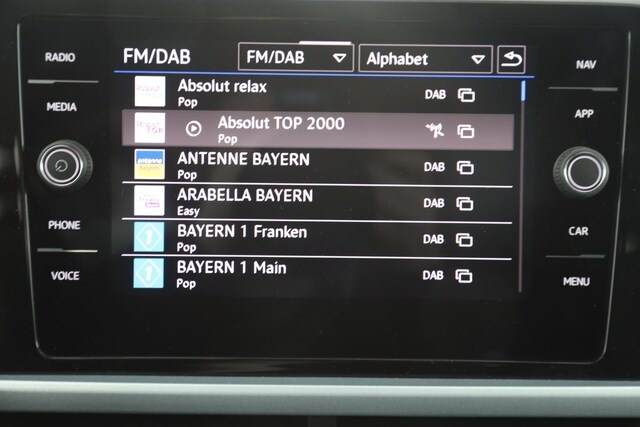 RADIO
MEDIA
PHONE
VOICE
FM/DAB
FM/DAB
Alphabet
Absolut relax
Pop
DAB
Absolut TOP 2000
Pop
ANTENNE BAYERN
Pop
DAB
ARABELLA BAYERN
Easy
DAB
BAYERN 1 Franken
Pop
DAB
BAYERN 1 Main
Pop
DAB
NAV
APP
CAR
MENU